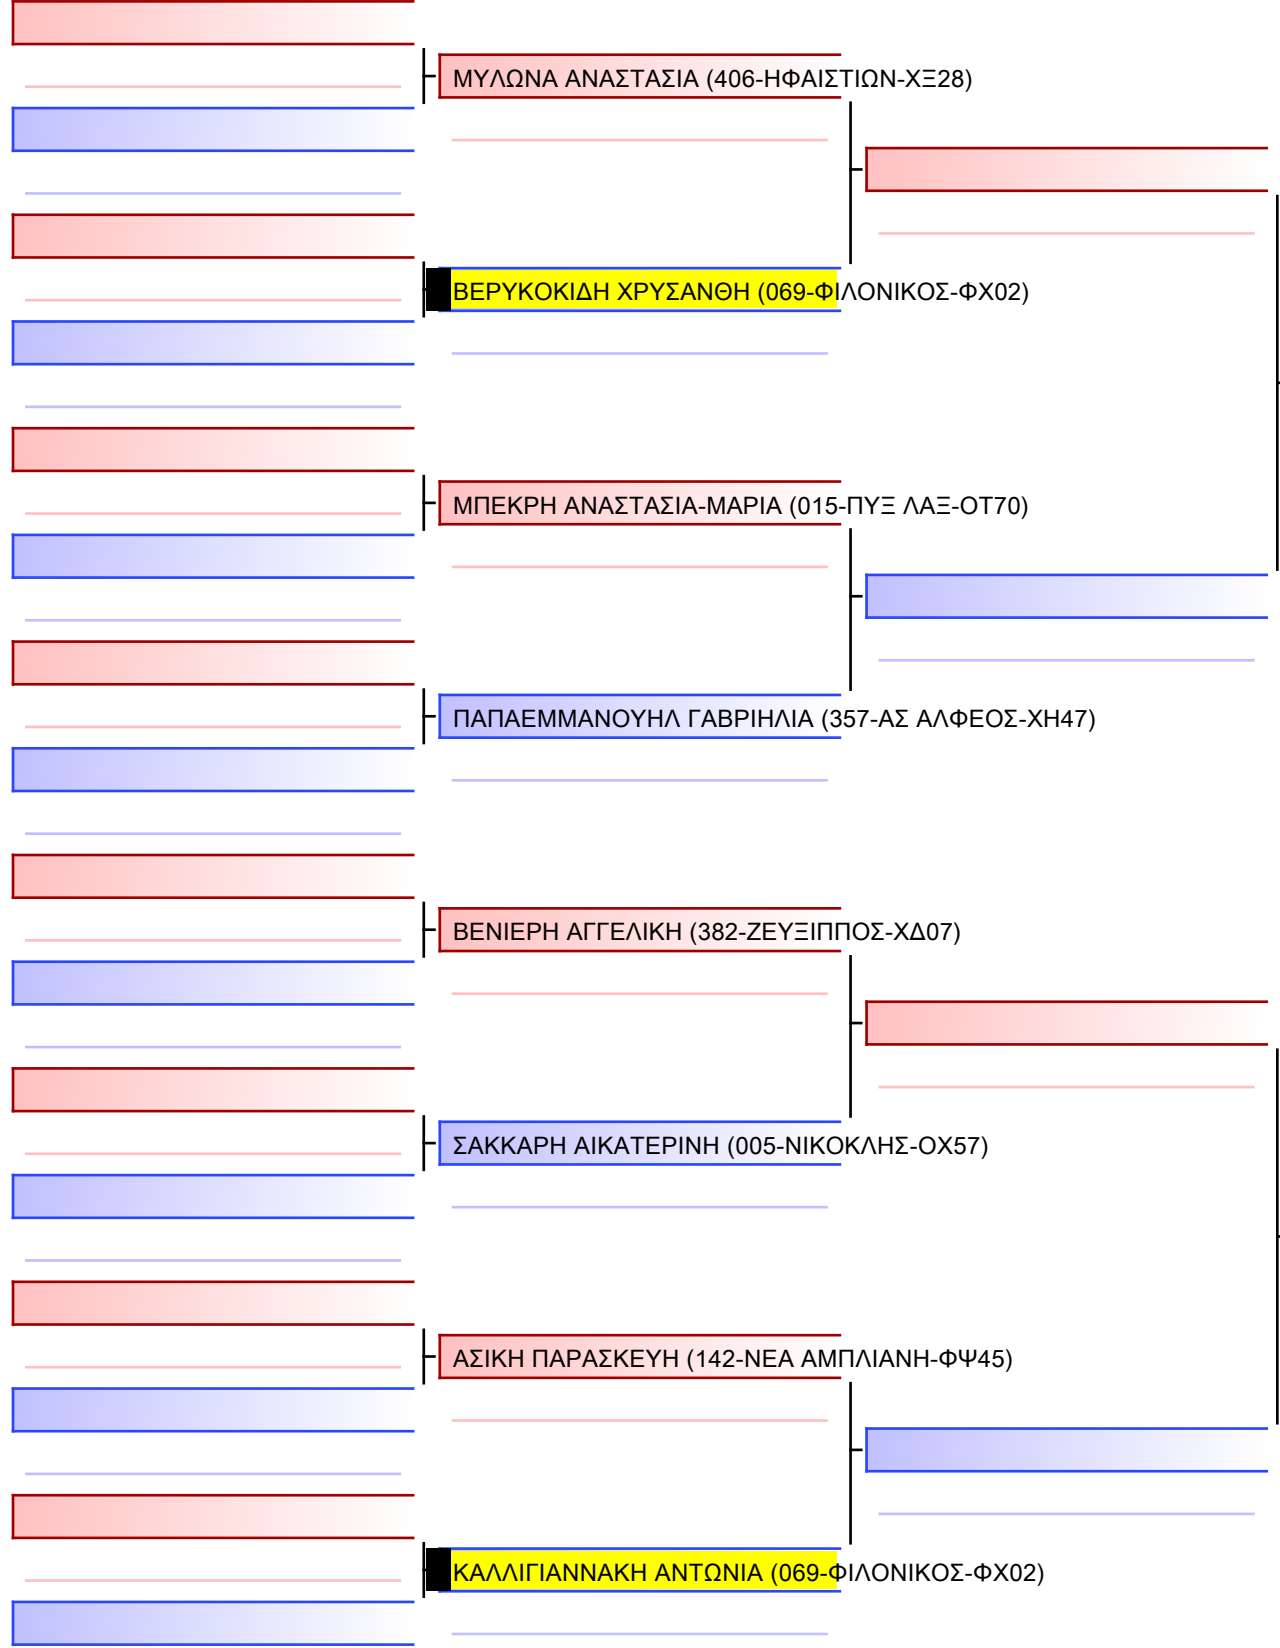 ΜΥΛΩΝΑ ΑΝΑΣΤΑΣΙΑ (406-ΗΦΑΙΣΤΙΩΝ-ΧΞ28)
ΒΕΡΥΚΟΚΙΔΗ ΧΡΥΣΑΝΘΗ (069-ΦΙΛΟΝΙΚΟΣ-ΦΧ02)
ΜΠΕΚΡΗ ΑΝΑΣΤΑΣΙΑ-ΜΑΡΙΑ (015-ΠΥΞ ΛΑΞ-ΟΤ70)
ΠΑΠΑΕΜΜΑΝΟΥΗΛ ΓΑΒΡΙΗΛΙΑ (357-ΑΣ ΑΛΦΕΟΣ-ΧΗ47)
ΒΕΝΙΕΡΗ ΑΓΓΕΛΙΚΗ (382-ΖΕΥΞΙΠΠΟΣ-ΧΔ07)
ΣΑΚΚΑΡΗ ΑΙΚΑΤΕΡΙΝΗ (005-ΝΙΚΟΚΛΗΣ-ΟΧ57)
ΑΣΙΚΗ ΠΑΡΑΣΚΕΥΗ (142-ΝΕΑ ΑΜΠΛΙΑΝΗ-ΦΨ45)
ΚΑΛΛΙΓΙΑΝΝΑΚΗ ΑΝΤΩΝΙΑ (069-ΦΙΛΟΝΙΚΟΣ-ΦΧ02)